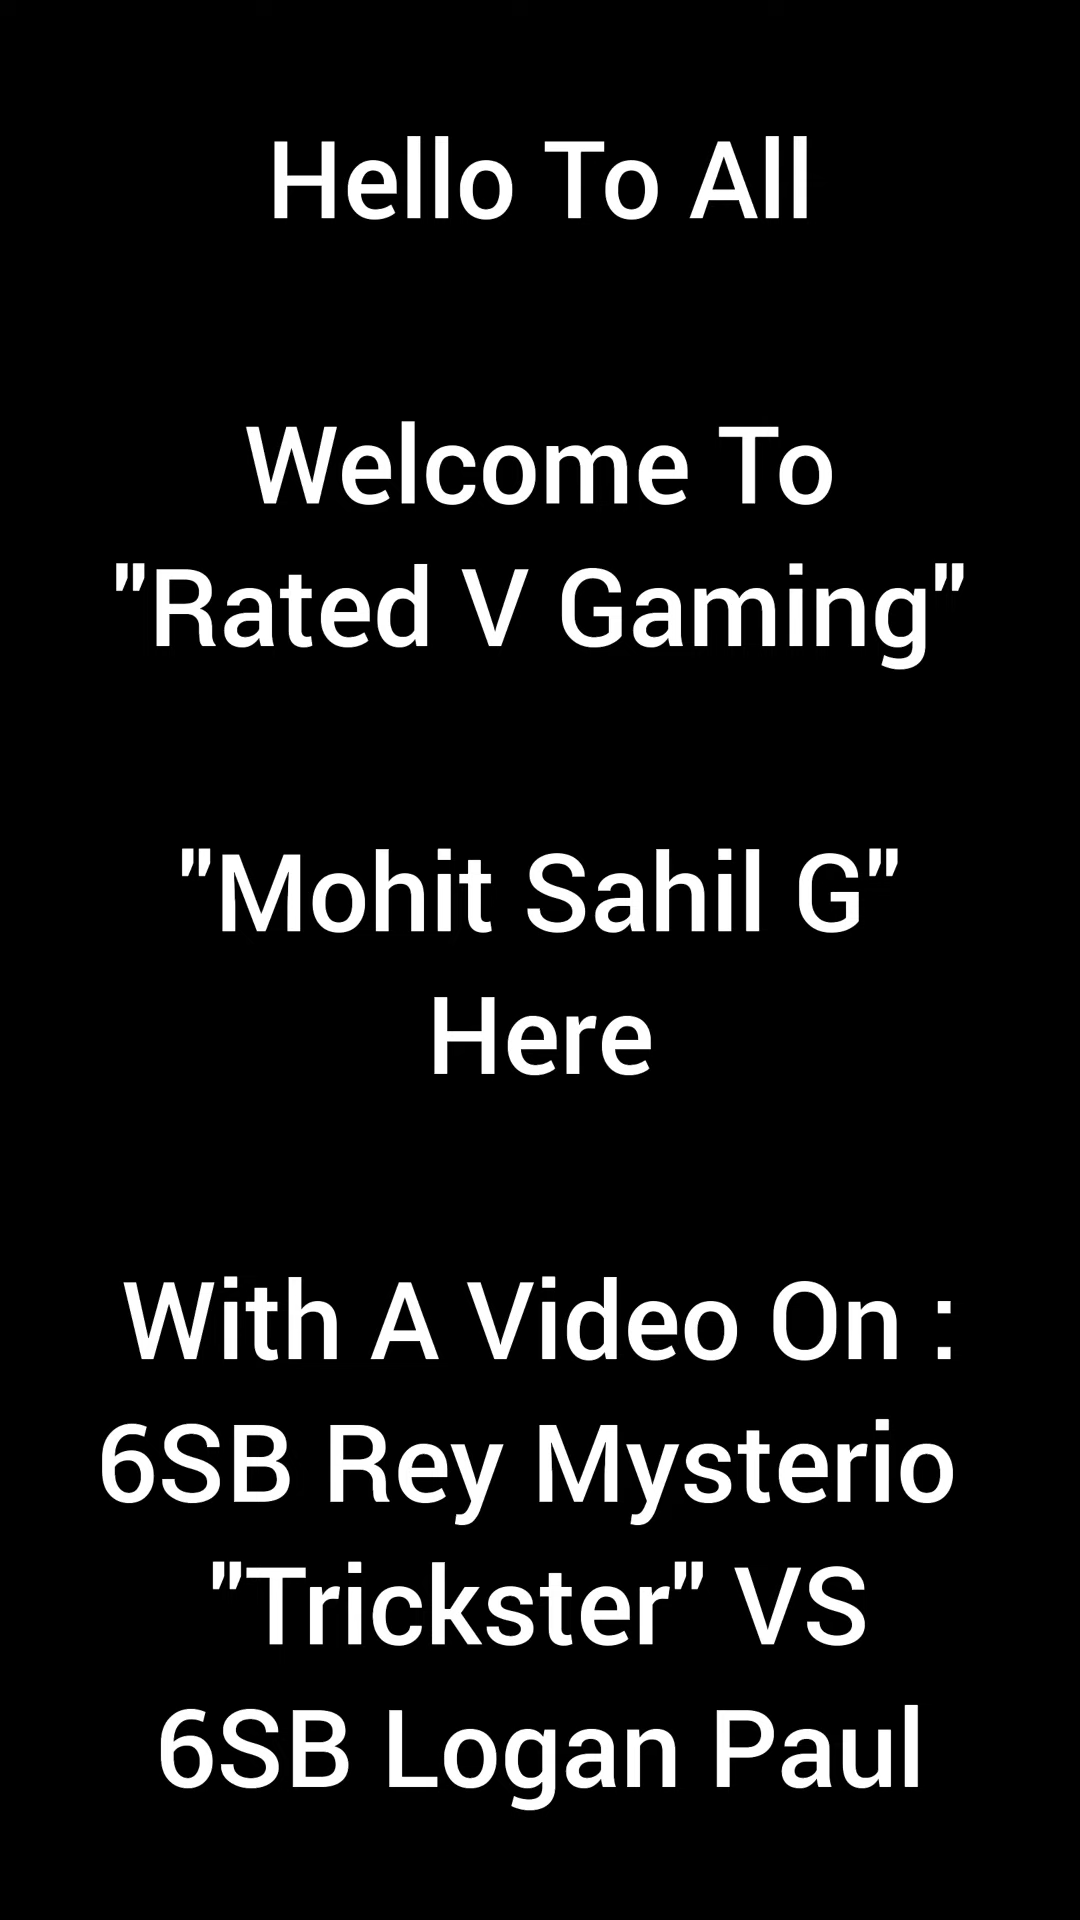 Hello To All
Welcome To
"Rated V Gaming"
"Mohit Sahil G"
Here
With A Video On :
6SB Rey Mysterio
"Trickster" VS
6SB Logan Paul